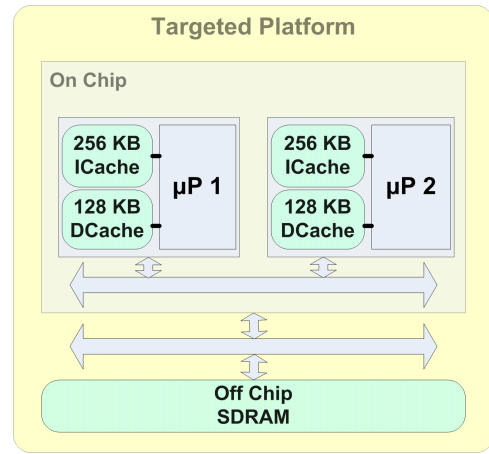 Targeted Platform
On Chip
256 KB
ICache
128 KB
DCache
µP 1
256 KB
ICache
128 KB
DCache
µP 2
Off Chip
SDRAM